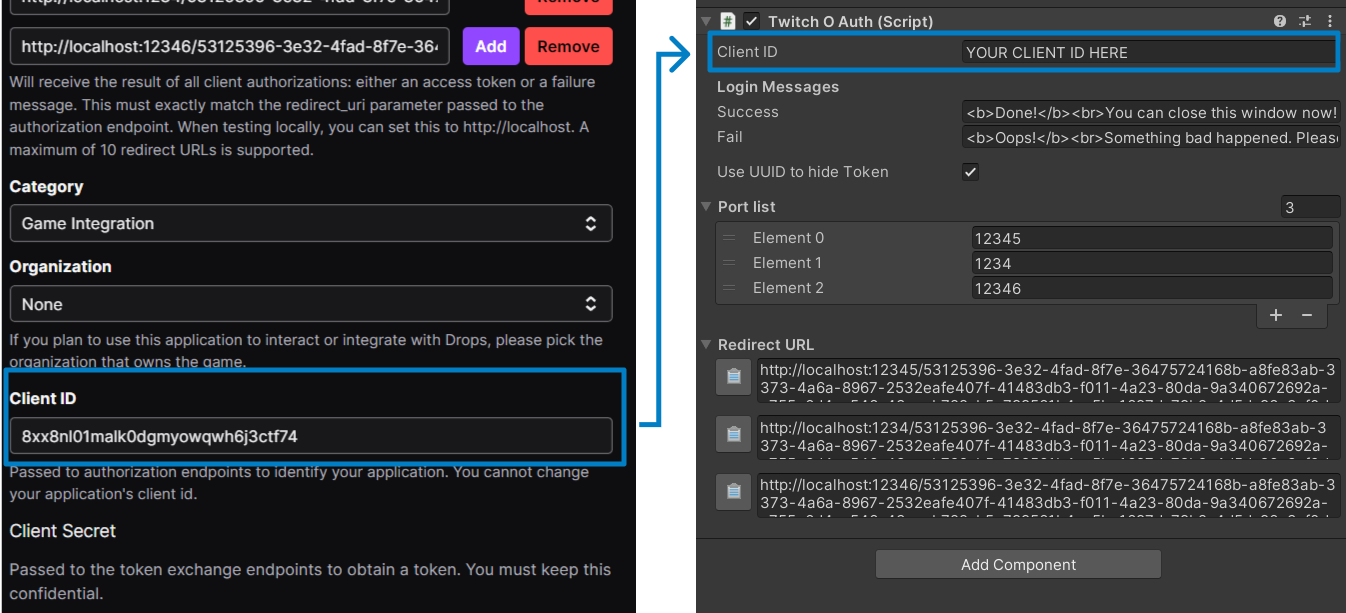 Remove
http://localhost:12346/53125396-3e32-4fad-8f7e-364
Add
Remove
Will receive the result of all client authorizations: either an access token or a failure
message. This must exactly match the redirect_uri parameter passed to the
authorization endpoint. When testing locally, you can set this to http://localhost. A
maximum of 10 redirect URLs is supported.
Category
Game Integration
Organization
None
If you plan to use this application to interact or integrate with Drops, please pick the
organization that owns the game.
Client ID
8xx8nl01malk0dgmyowqwh6j3ctf74
Passed to authorization endpoints to identify your application. You cannot change
your application's client id.
Client Secret
Passed to the token exchange endpoints to obtain a token. You must keep this
confidential.
# Twitch O Auth (Script)
Client ID YOUR CLIENT ID HERE
Login Messages
Success <b>Done!</b><br>You can close this window now!
Fail <b>Oops!</b><br>Something bad happened. Pleas
Use UUID to hide Token
Port list 3
Element 0 12345
Element 1 1234
Element 2 12346
+ −
Redirect URL
http://localhost:12345/53125396-3e32-4fad-8f7e-36475724168b-a8fe83ab-3
373-4a6a-8967-2532eafe407f-41483db3-f011-4a23-80da-9a340672692a-
http://localhost:1234/53125396-3e32-4fad-8f7e-36475724168b-a8fe83ab-3
373-4a6a-8967-2532eafe407f-41483db3-f011-4a23-80da-9a340672692a-
http://localhost:12346/53125396-3e32-4fad-8f7e-36475724168b-a8fe83ab-3
373-4a6a-8967-2532eafe407f-41483db3-f011-4a23-80da-9a340672692a-
Add Component